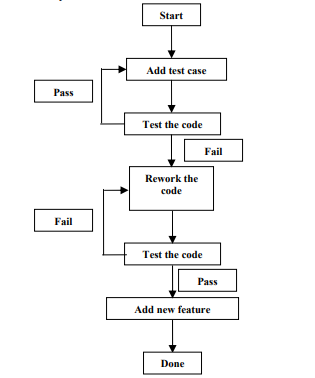 Start
Add test case
Pass
Test the code
Fail
Rework the
code
Fail
Test the code
Pass
Add new feature
Done